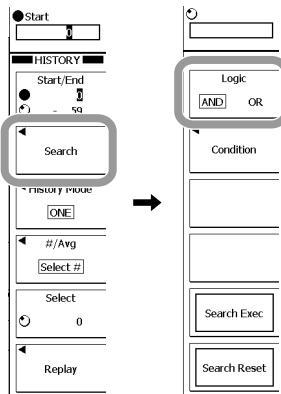 Start
0
HISTORY
Start/End
0
- 59
Search
History Mode
ONE
#/Avg
Select #
Select
0
Replay
Logic
AND OR
Condition
Search Exec
Search Reset